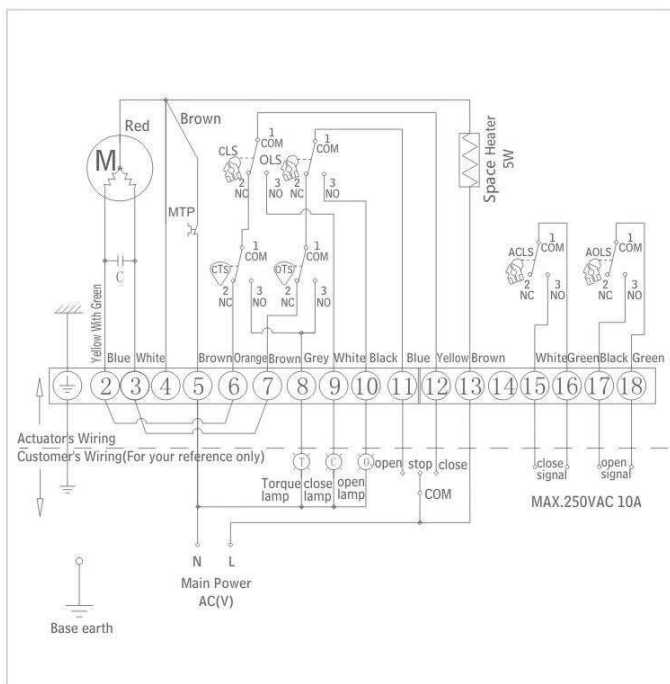 Red
Brown
M
MTP
C
CLS
1
COM
2
NC
3
NO
OLS
1
COM
2
NC
3
NO
CTS
1
COM
2
NC
3
NO
OTS
1
COM
2
NC
3
NO
Space Heater
5W
ACLS
1
COM
2
NC
3
NO
AOLS
1
COM
2
NC
3
NO
Yellow With Green
Blue White Brown Orange Brown Grey White Black Blue Yellow Brown White Green Black Green
2 3 4 5 6 7 8 9 10 11 12 13 14 15 16 17 18
Actuator's Wiring
Customer's Wiring(For your reference only)
T C O
Torque lamp
close lamp
open lamp
open stop close
COM
close signal
open signal
MAX.250VAC 10A
N L
Main Power
AC(V)
Base earth